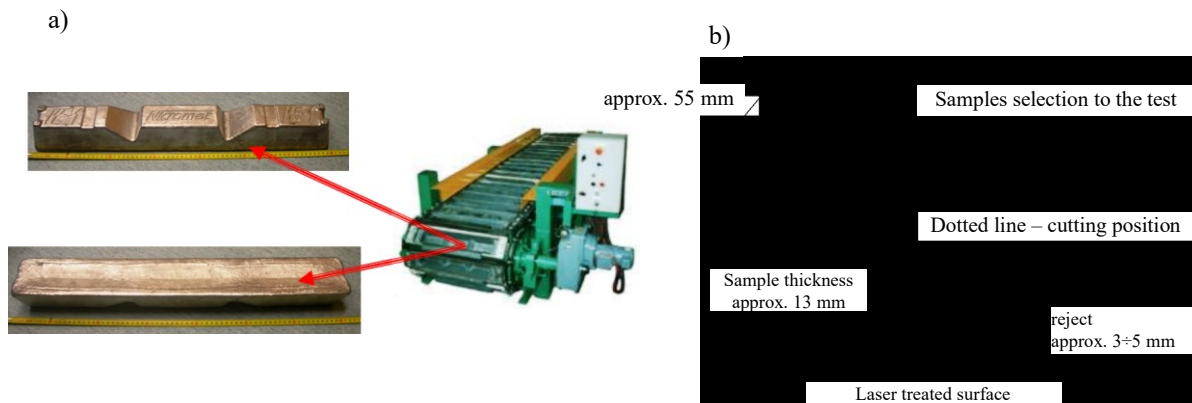 a)
b)
approx. 55 mm
Samples selection to the test
Nicromet
Dotted line – cutting position
Sample thickness
approx. 13 mm
reject
approx. 3÷5 mm
Laser treated surface